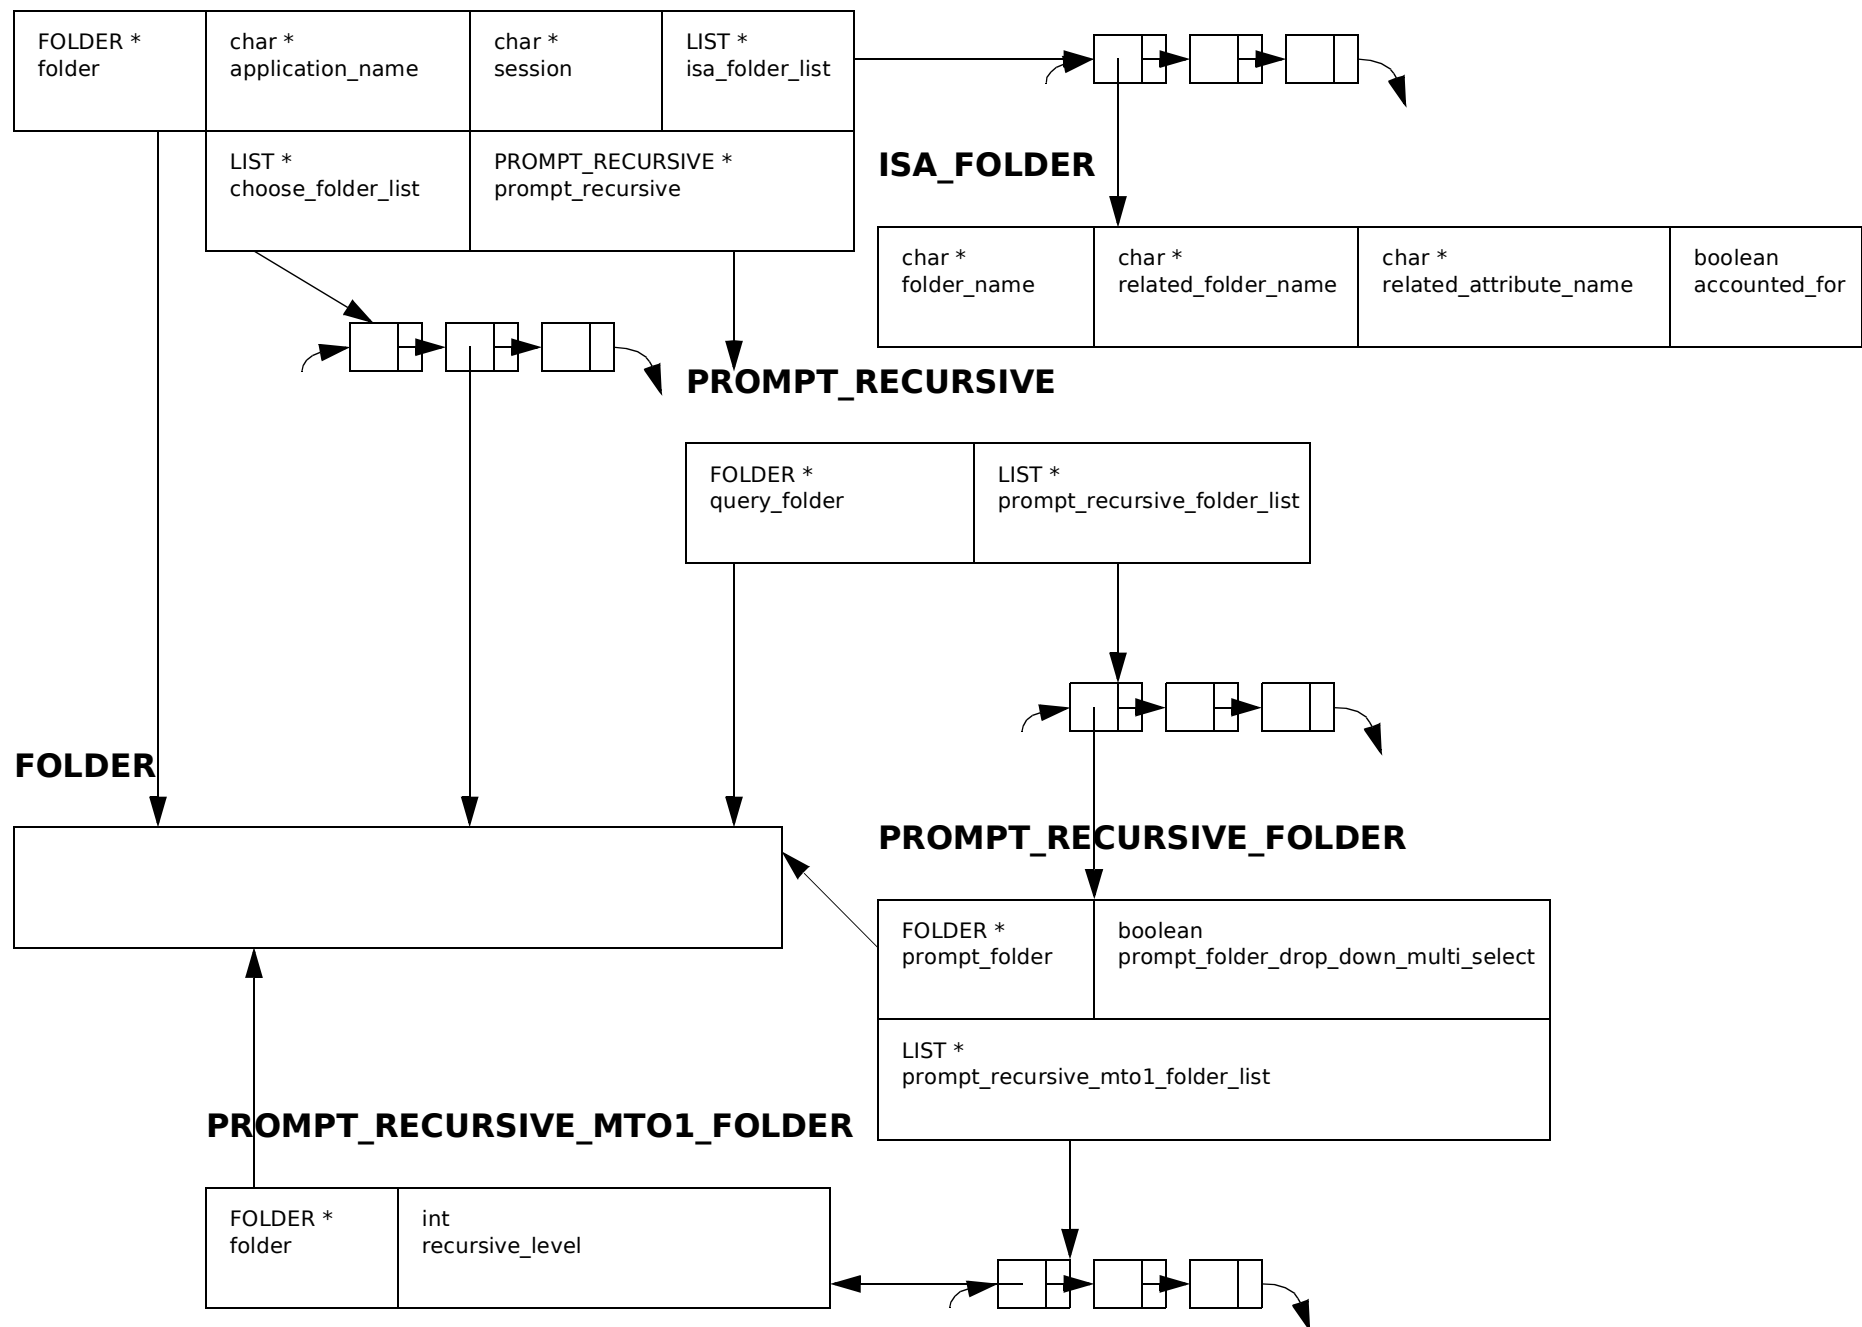 FOLDER *
folder
char *
application_name
char *
session
LIST *
isa_folder_list
LIST *
choose_folder_list
PROMPT_RECURSIVE *
prompt_recursive
ISA_FOLDER
char *
folder_name
char *
related_folder_name
char *
related_attribute_name
boolean
accounted_for
PROMPT_RECURSIVE
FOLDER *
query_folder
LIST *
prompt_recursive_folder_list
FOLDER
PROMPT_RECURSIVE_FOLDER
FOLDER *
prompt_folder
boolean
prompt_folder_drop_down_multi_select
LIST *
prompt_recursive_mto1_folder_list
PROMPT_RECURSIVE_MTO1_FOLDER
FOLDER *
folder
int
recursive_level